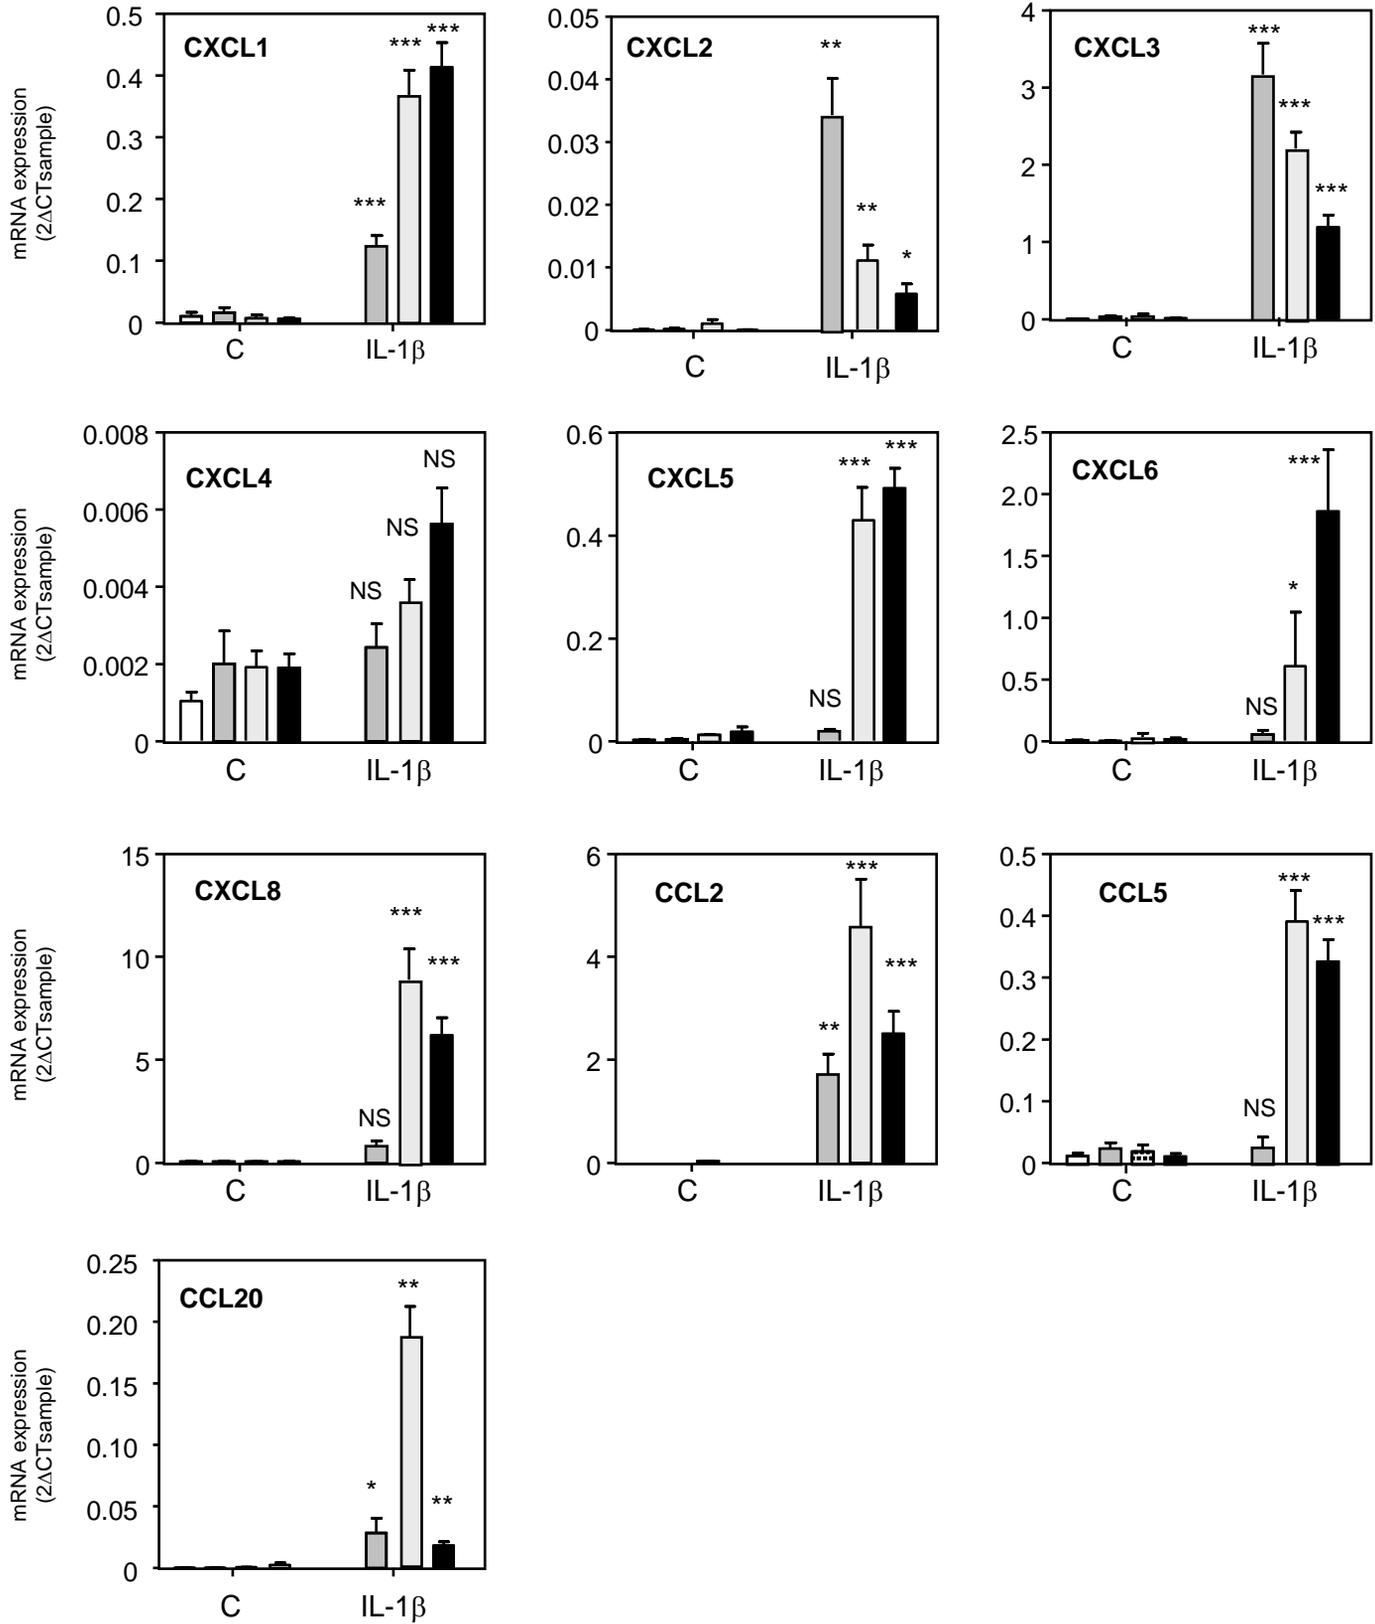 CXCL1
mRNA expression
(2ΔCTsample)
0.5
0.4
0.3
0.2
0.1
0
***
***
***
C
IL-1β
CXCL2
0.05
0.04
0.03
0.02
0.01
0
**
**
*
C
IL-1β
CXCL3
4
3
2
1
0
***
***
***
C
IL-1β
CXCL4
mRNA expression
(2ΔCTsample)
0.008
0.006
0.004
0.002
0
NS
NS
NS
C
IL-1β
CXCL5
0.6
0.4
0.2
0
NS
***
***
C
IL-1β
CXCL6
2.5
2.0
1.5
1.0
0.5
0
NS
*
***
C
IL-1β
CXCL8
mRNA expression
(2ΔCTsample)
15
10
5
0
NS
***
***
C
IL-1β
CCL2
6
4
2
0
**
***
***
C
IL-1β
CCL5
0.5
0.4
0.3
0.2
0.1
0
NS
***
***
C
IL-1β
CCL20
mRNA expression
(2ΔCTsample)
0.25
0.20
0.15
0.10
0.05
0
*
**
**
C
IL-1β